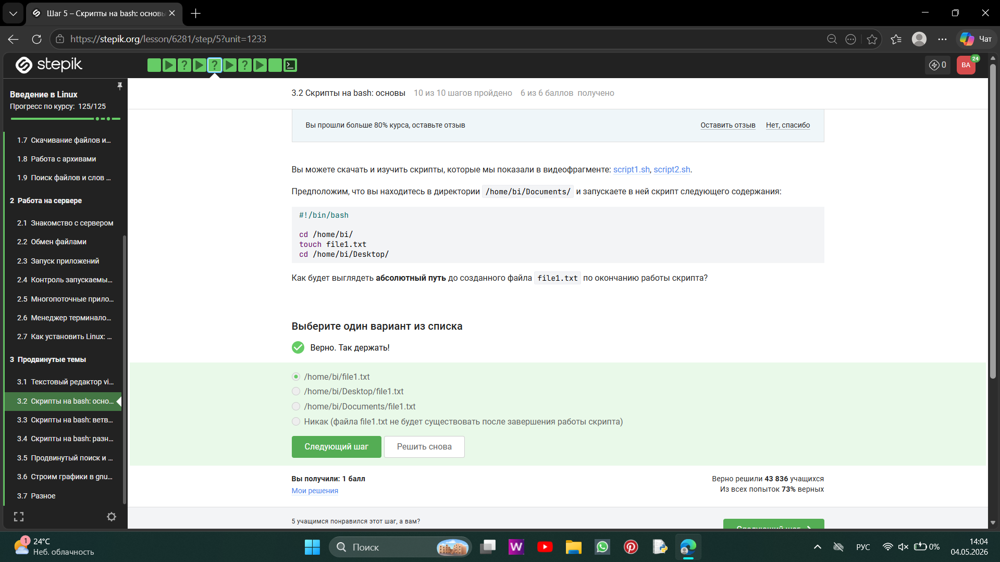 Шаг 5 – Скрипты на bash: основы
https://stepik.org/lesson/6281/step/5?unit=1233
Чат
stepik
0
ВА
24
Введение в Linux
Прогресс по курсу: 125/125
1.7 Скачивание файлов и...
1.8 Работа с архивами
1.9 Поиск файлов и слов ...
2 Работа на сервере
2.1 Знакомство с сервером
2.2 Обмен файлами
2.3 Запуск приложений
2.4 Контроль запускаемы...
2.5 Многопоточные прило...
2.6 Менеджер терминало...
2.7 Как установить Linux: ...
3 Продвинутые темы
3.1 Текстовый редактор vi...
3.2 Скрипты на bash: осно...
3.3 Скрипты на bash: ветв...
3.4 Скрипты на bash: разн...
3.5 Продвинутый поиск и ...
3.6 Строим графики в gnu...
3.7 Разное
3.2 Скрипты на bash: основы 10 из 10 шагов пройдено 6 из 6 баллов получено
Вы прошли больше 80% курса, оставьте отзыв Оставить отзыв Нет, спасибо
Вы можете скачать и изучить скрипты, которые мы показали в видеофрагменте: script1.sh, script2.sh.
Предположим, что вы находитесь в директории /home/bi/Documents/ и запускаете в ней скрипт следующего содержания:
#!/bin/bash
cd /home/bi/
touch file1.txt
cd /home/bi/Desktop/
Как будет выглядеть абсолютный путь до созданного файла file1.txt по окончанию работы скрипта?
Выберите один вариант из списка
Верно. Так держать!
/home/bi/file1.txt
/home/bi/Desktop/file1.txt
/home/bi/Documents/file1.txt
Никак (файла file1.txt не будет существовать после завершения работы скрипта)
Следующий шаг Решить снова
Вы получили: 1 балл
Мои решения
Верно решили 43 836 учащихся
Из всех попыток 73% верных
5 учащимся понравился этот шаг, а вам?
Следующий шаг
1
24°C
Неб. облачность
Поиск
W
РУС
0%
14:04
04.05.2026